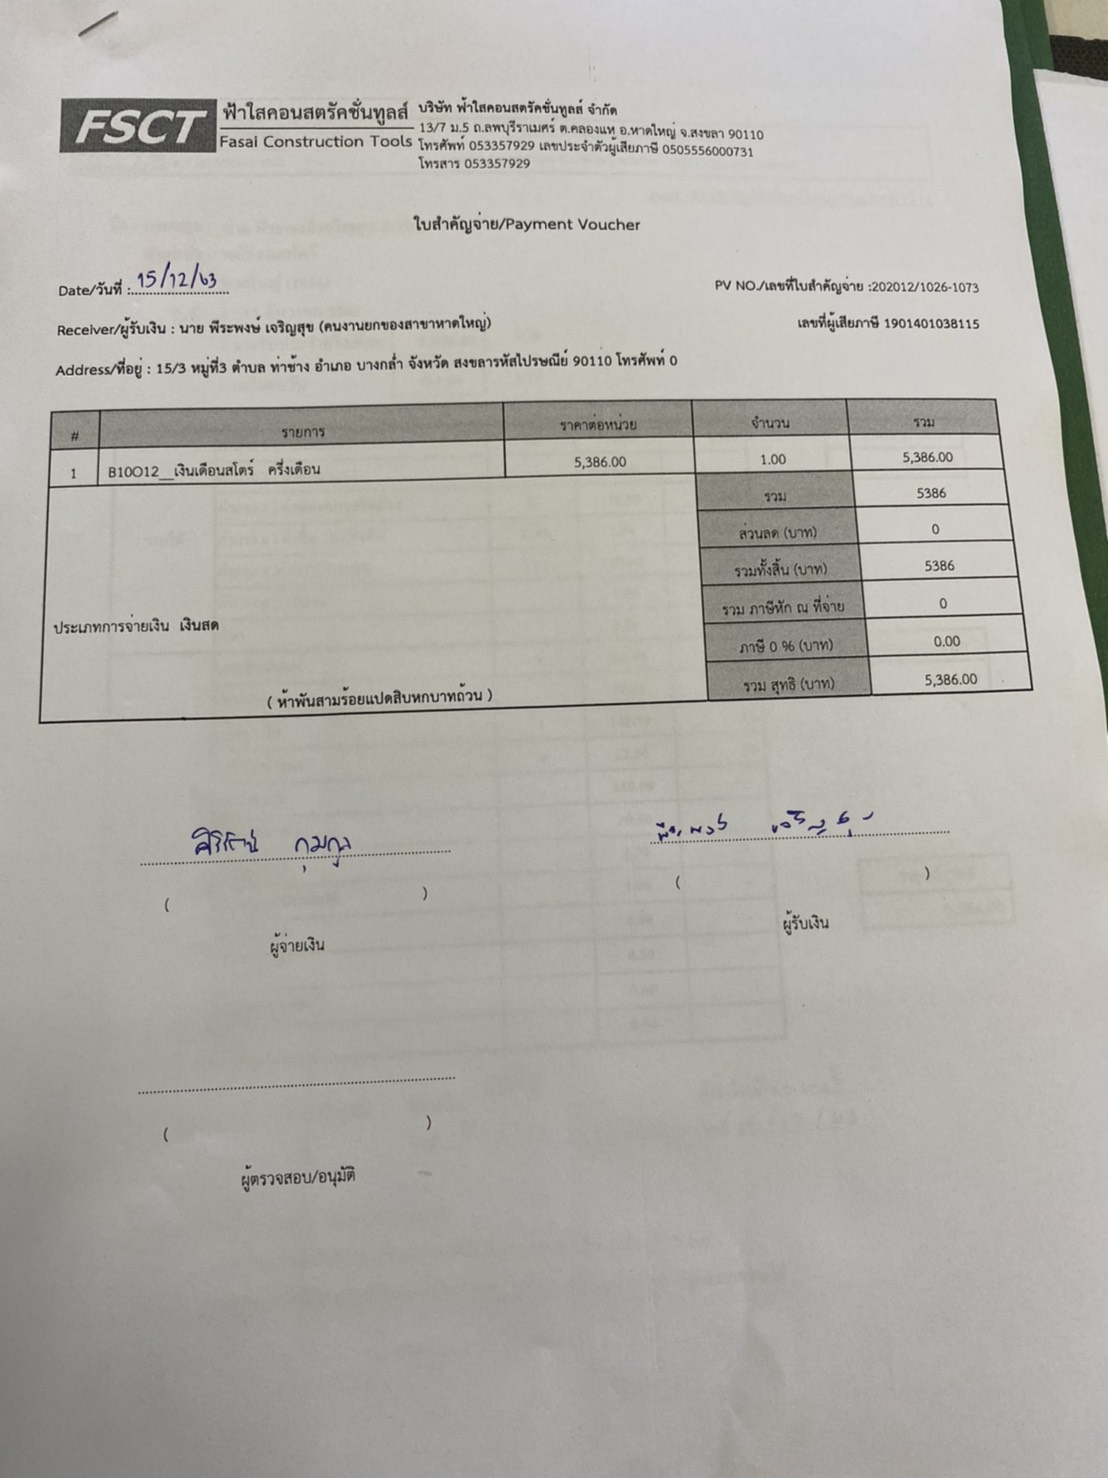 FSCT ฟ้าใสคอนสตรัคชั่นทูลส์
Fasai Construction Tools
บริษัท ฟ้าใสคอนสตรัคชั่นทูลส์ จำกัด
13/7 ม.5 ถ.ลพบุรีราเมศร์ ต.คลองแห อ.หาดใหญ่ จ.สงขลา 90110
โทรศัพท์ 053357929 เลขประจำตัวผู้เสียภาษี 0505556000731
โทรสาร 053357929
ใบสำคัญจ่าย/Payment Voucher
Date/วันที่ : 15/12/63
PV NO./เลขที่ใบสำคัญจ่าย :202012/1026-1073
Receiver/ผู้รับเงิน : นาย พีระพงษ์ เจริญสุข (คนงานยกของสาขาหาดใหญ่)
เลขที่ผู้เสียภาษี 1901401038115
Address/ที่อยู่ : 15/3 หมู่ที่3 ตำบล ท่าช้าง อำเภอ บางกล่ำ จังหวัด สงขลารหัสไปรษณีย์ 90110 โทรศัพท์ 0
# รายการ ราคาต่อหน่วย จำนวน รวม
1 B10O12__เงินเดือนสโตร์ ครึ่งเดือน 5,386.00 1.00 5,386.00
รวม 5386
ส่วนลด (บาท) 0
รวมทั้งสิ้น (บาท) 5386
รวม ภาษีหัก ณ ที่จ่าย 0
ประเภทการจ่ายเงิน เงินสด
ภาษี 0 % (บาท) 0.00
( ห้าพันสามร้อยแปดสิบหกบาทถ้วน )
รวม สุทธิ (บาท) 5,386.00
พีระพงษ์ เจริญสุข
( )
( )
ผู้จ่ายเงิน
ผู้รับเงิน
( )
ผู้ตรวจสอบ/อนุมัติ